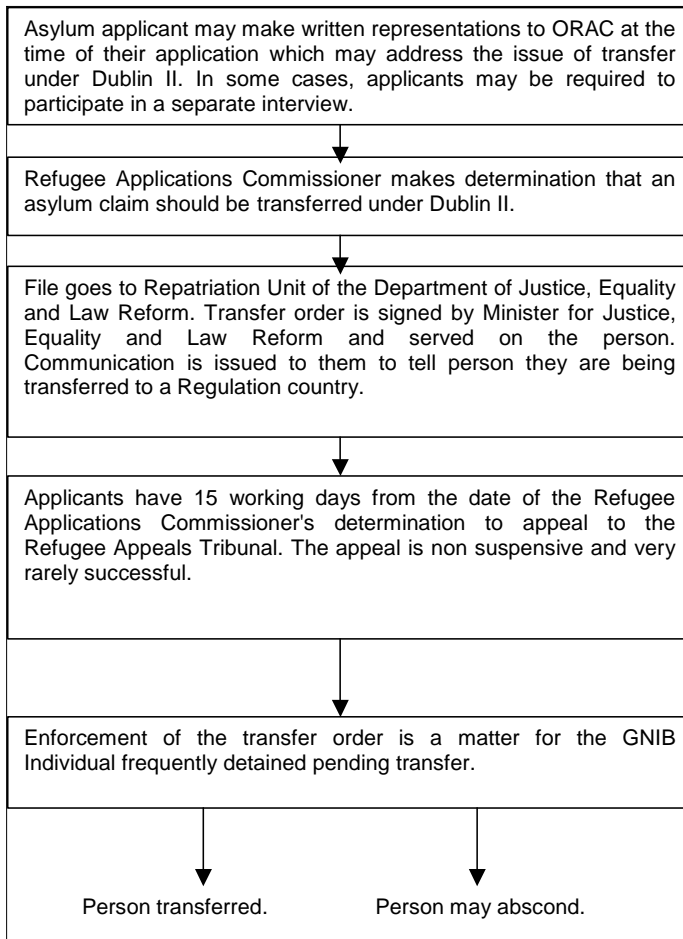 Asylum applicant may make written representations to ORAC at the
time of their application which may address the issue of transfer
under Dublin II. In some cases, applicants may be required to
participate in a separate interview.
Refugee Applications Commissioner makes determination that an
asylum claim should be transferred under Dublin II.
File goes to Repatriation Unit of the Department of Justice, Equality
and Law Reform. Transfer order is signed by Minister for Justice,
Equality and Law Reform and served on the person.
Communication is issued to them to tell person they are being
transferred to a Regulation country.
Applicants have 15 working days from the date of the Refugee
Applications Commissioner's determination to appeal to the
Refugee Appeals Tribunal. The appeal is non suspensive and very
rarely successful.
Enforcement of the transfer order is a matter for the GNIB
Individual frequently detained pending transfer.
Person transferred. Person may abscond.